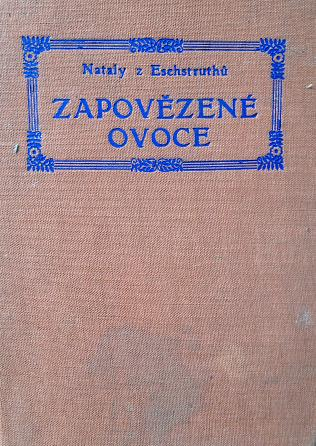 Nataly z Eschstruthů
ZAPOVĚZENÉ
OVOCE